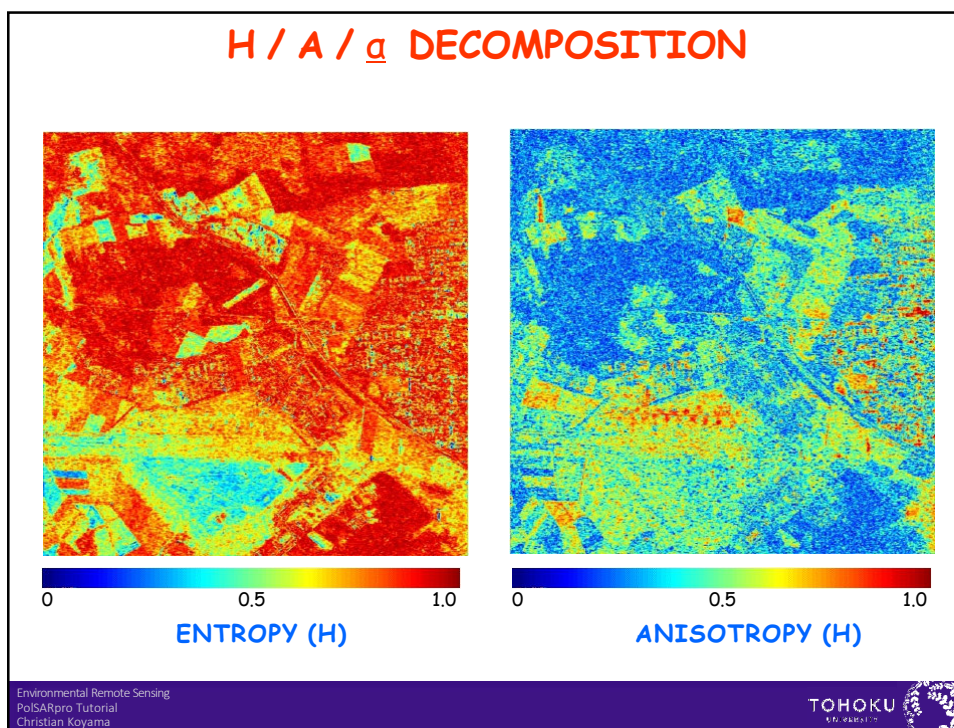 H / A / α DECOMPOSITION
0 0.5 1.0
ENTROPY (H)
0 0.5 1.0
ANISOTROPY (H)
Environmental Remote Sensing
PolSARpro Tutorial
Christian Koyama
TOHOKU
UNIVERSITY